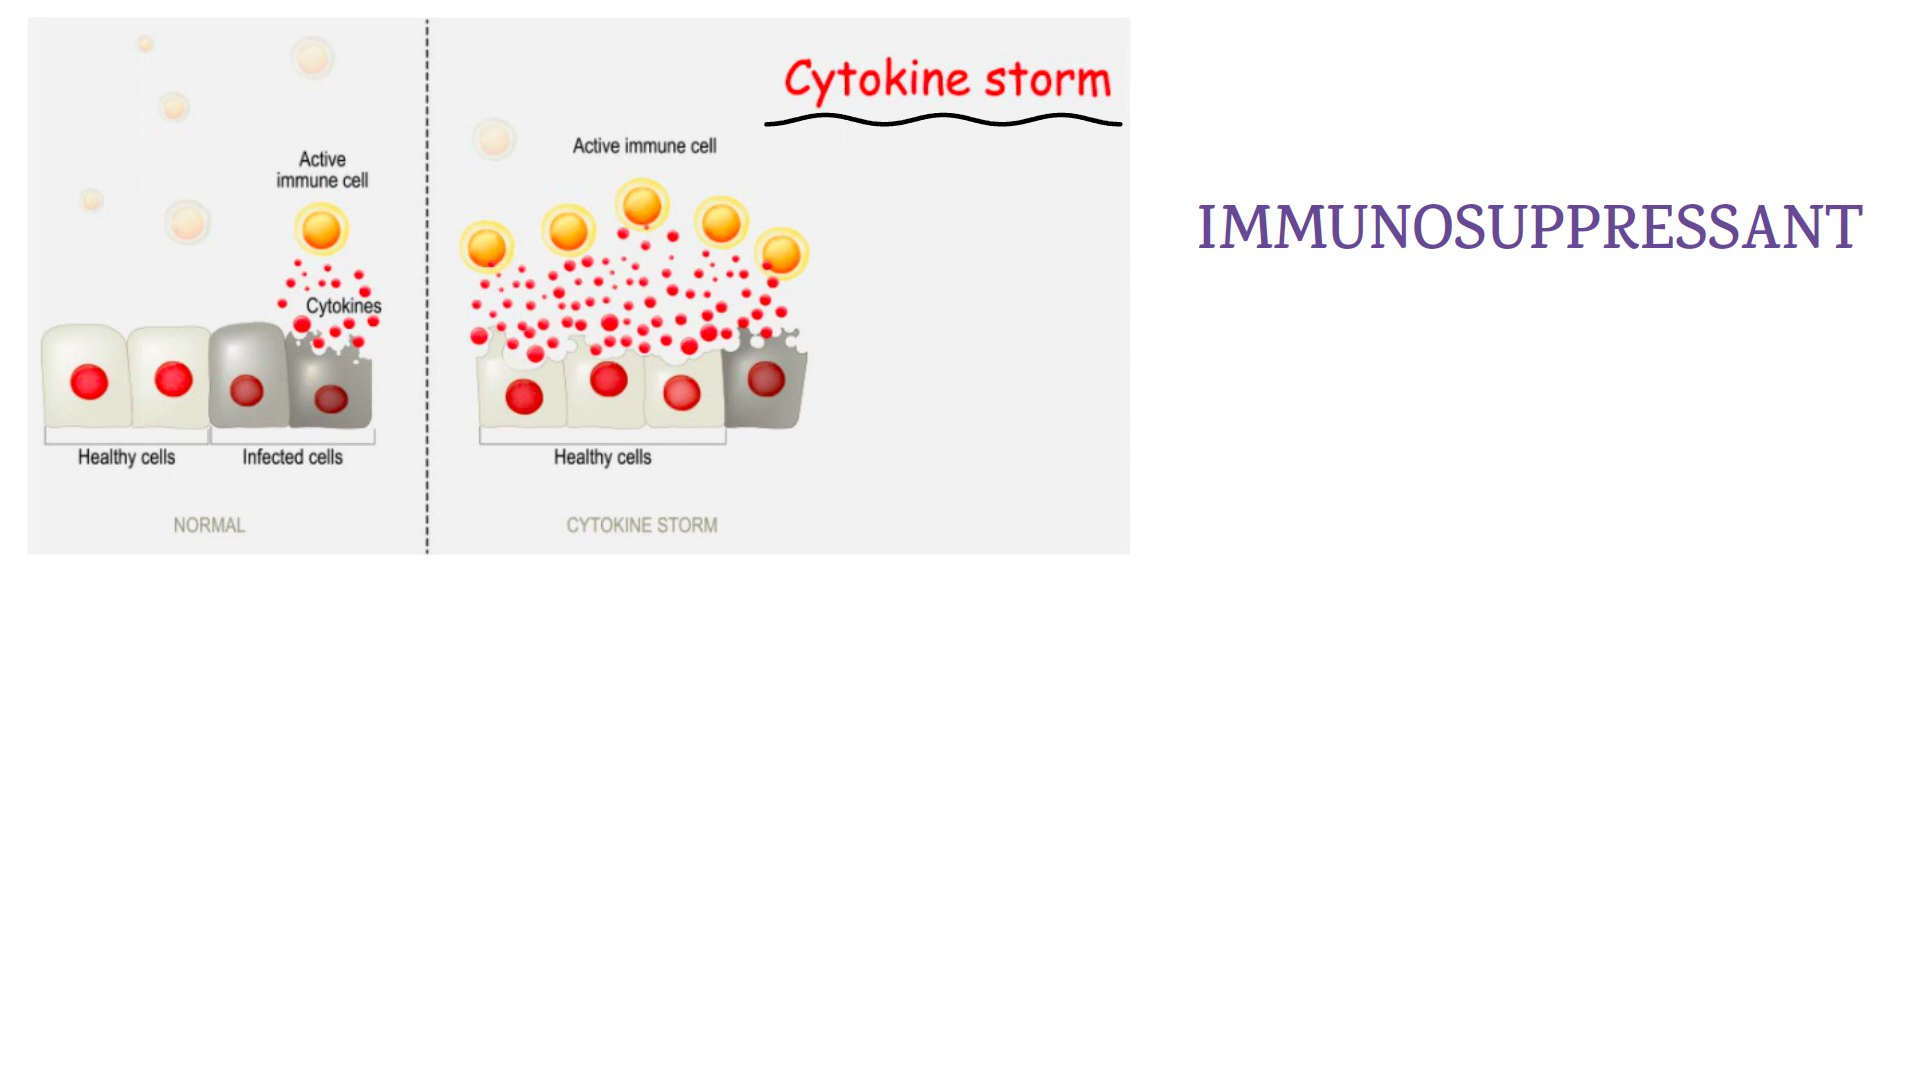 Cytokine storm
Active
immune cell
Cytokines
Healthy cells
Infected cells
NORMAL
Active immune cell
Healthy cells
CYTOKINE STORM
IMMUNOSUPPRESSANT